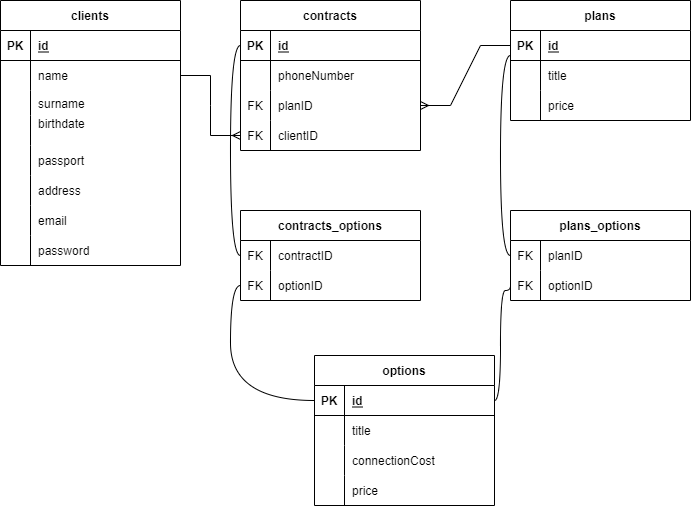 clients
PK id
name
surname
birthdate
passport
address
email
password
contracts
PK id
phoneNumber
FK planID
FK clientID
plans
PK id
title
price
contracts_options
FK contractID
FK optionID
plans_options
FK planID
FK optionID
options
PK id
title
connectionCost
price